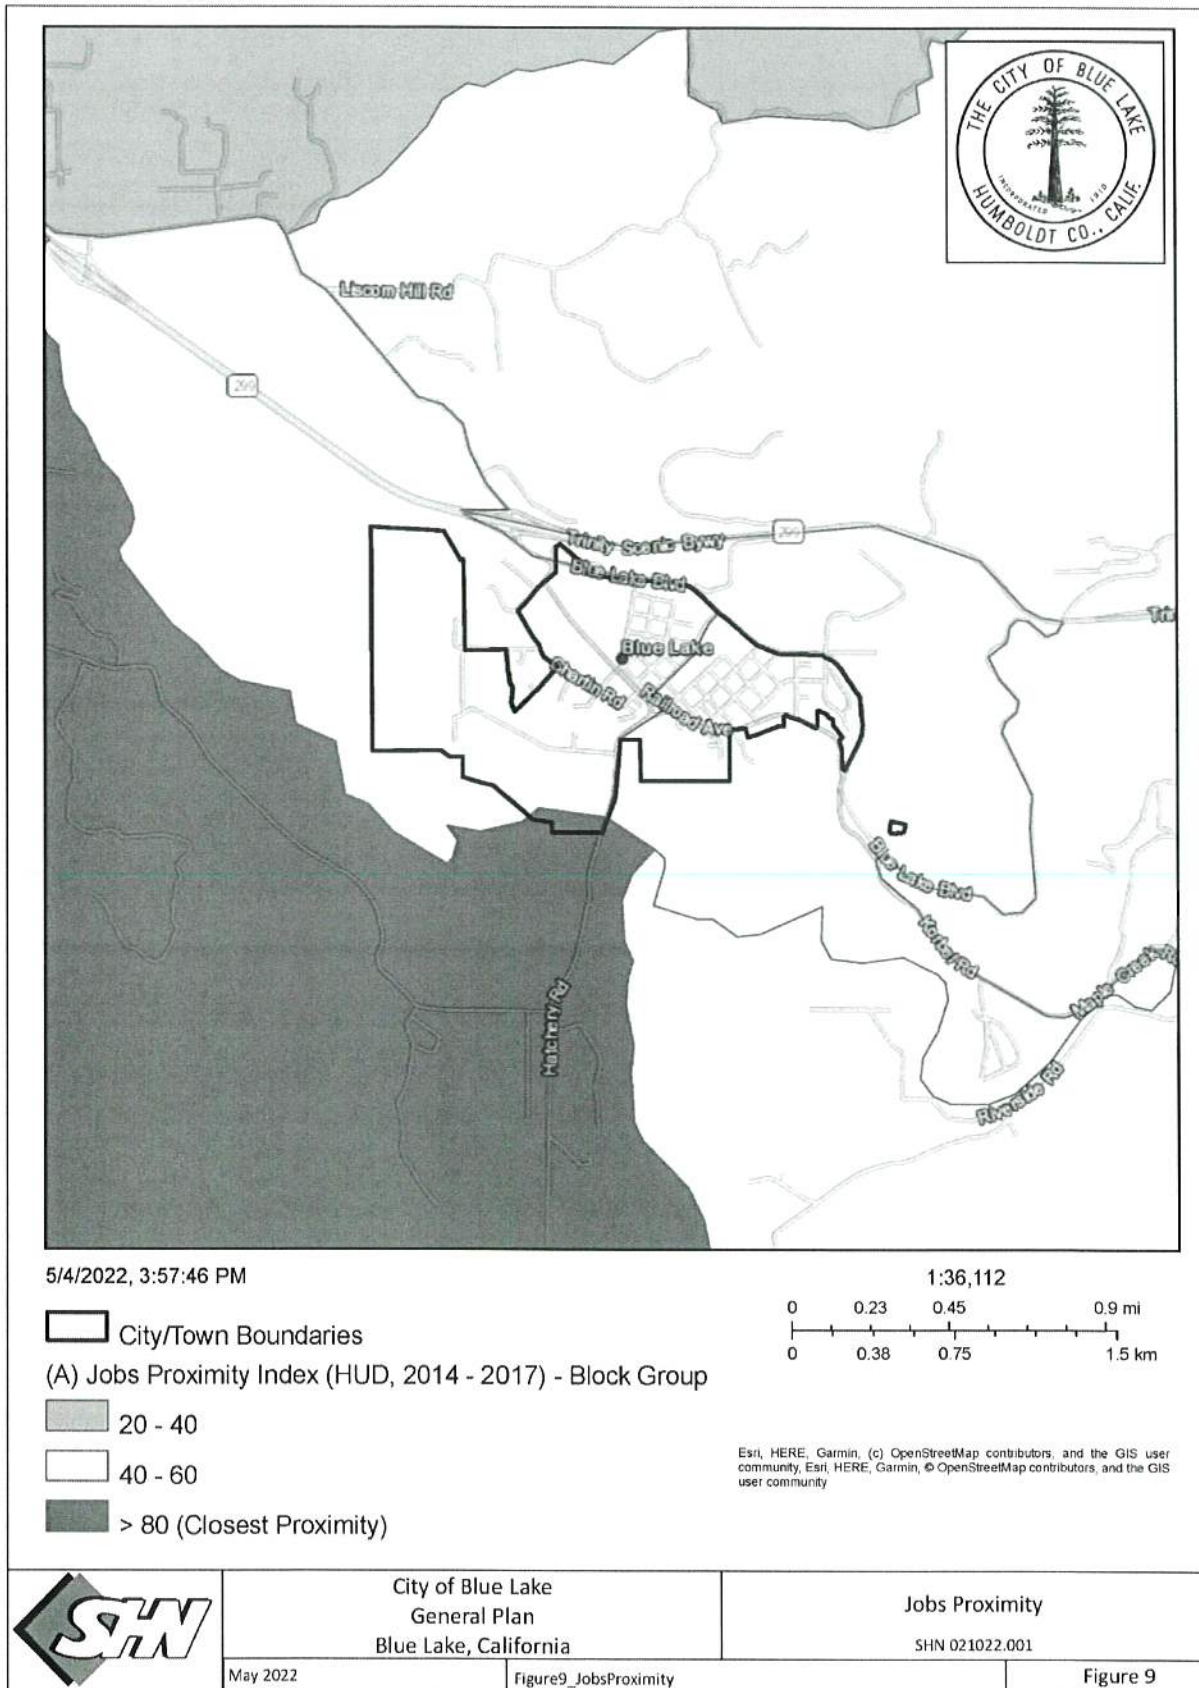 THE CITY OF BLUE LAKE
INCORPORATED 1910
HUMBOLDT CO., CALIF.
Liscom Hill Rd
299
Trinity Scenic Bywy
299
Blue Lake Blvd
Blue Lake
Chartin Rd
Railroad Ave
Blue Lake Blvd
Korbel Rd
Maple Creek Rd
Hatchery Rd
Riverside Rd
5/4/2022, 3:57:46 PM
1:36,112
0 0.23 0.45 0.9 mi
0 0.38 0.75 1.5 km
City/Town Boundaries
(A) Jobs Proximity Index (HUD, 2014 - 2017) - Block Group
20 - 40
40 - 60
> 80 (Closest Proximity)
Esri, HERE, Garmin, (c) OpenStreetMap contributors, and the GIS user
community, Esri, HERE, Garmin, © OpenStreetMap contributors, and the GIS
user community
SHN
City of Blue Lake
General Plan
Blue Lake, California
Jobs Proximity
SHN 021022.001
May 2022
Figure9_JobsProximity
Figure 9